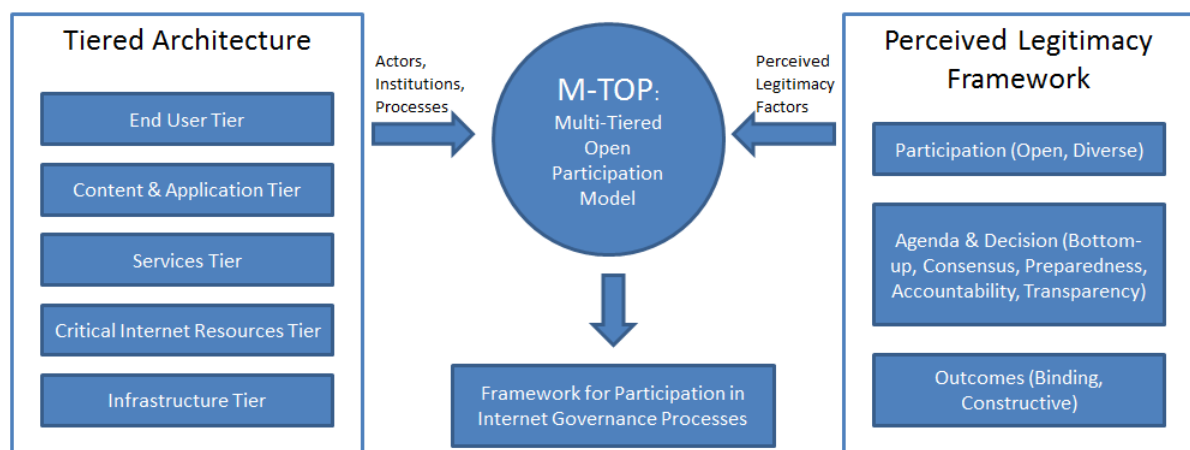 Tiered Architecture
End User Tier
Content & Application Tier
Services Tier
Critical Internet Resources Tier
Infrastructure Tier
Actors,
Institutions,
Processes
M-TOP:
Multi-Tiered
Open
Participation
Model
Framework for Participation in
Internet Governance Processes
Perceived
Legitimacy
Factors
Perceived Legitimacy
Framework
Participation (Open, Diverse)
Agenda & Decision (Bottom-
up, Consensus, Preparedness,
Accountability, Transparency)
Outcomes (Binding,
Constructive)